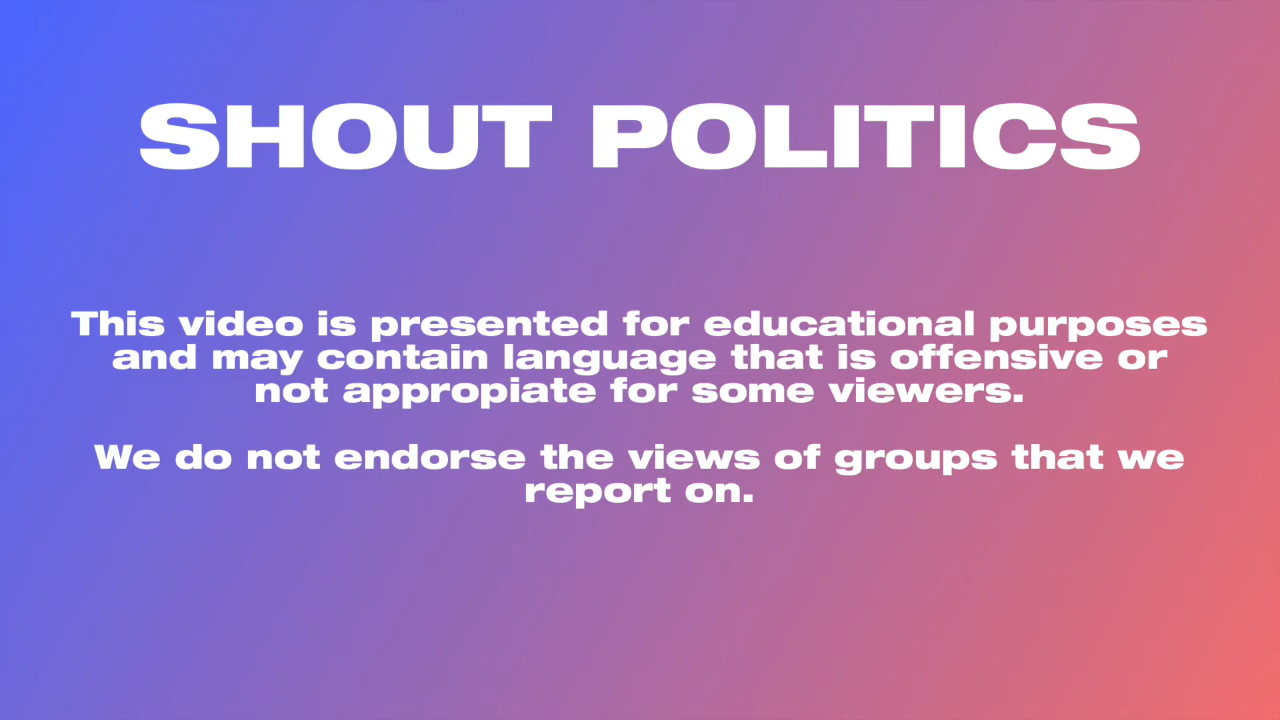 SHOUT POLITICS
This video is presented for educational purposes
and may contain language that is offensive or
not appropiate for some viewers.
We do not endorse the views of groups that we
report on.